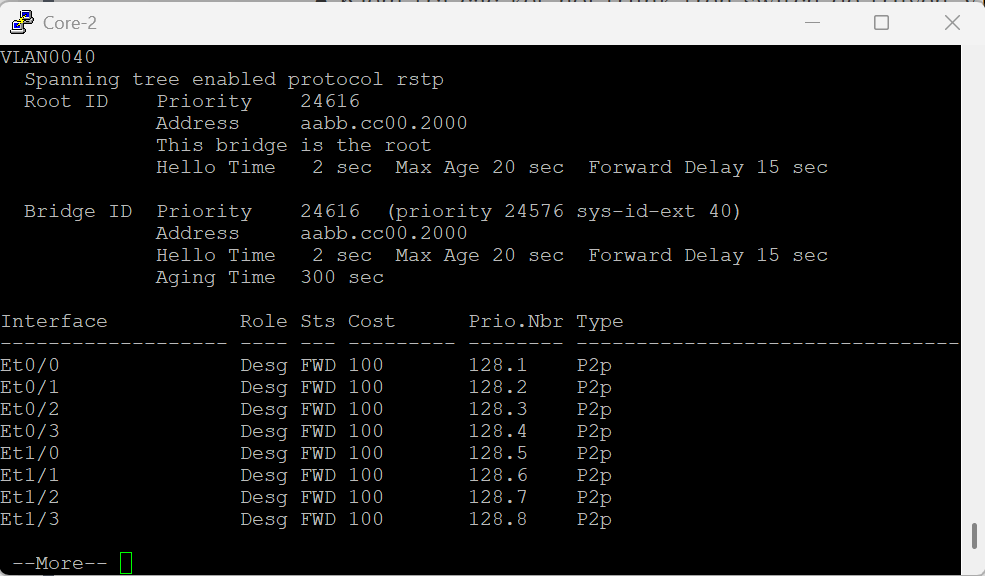 Core-2
VLAN0040
  Spanning tree enabled protocol rstp
  Root ID    Priority    24616
             Address     aabb.cc00.2000
             This bridge is the root
             Hello Time   2 sec  Max Age 20 sec  Forward Delay 15 sec

  Bridge ID  Priority    24616  (priority 24576 sys-id-ext 40)
             Address     aabb.cc00.2000
             Hello Time   2 sec  Max Age 20 sec  Forward Delay 15 sec
             Aging Time  300 sec

Interface           Role Sts Cost      Prio.Nbr Type
------------------- ---- --- --------- -------- --------------------------------
Et0/0               Desg FWD 100       128.1    P2p
Et0/1               Desg FWD 100       128.2    P2p
Et0/2               Desg FWD 100       128.3    P2p
Et0/3               Desg FWD 100       128.4    P2p
Et1/0               Desg FWD 100       128.5    P2p
Et1/1               Desg FWD 100       128.6    P2p
Et1/2               Desg FWD 100       128.7    P2p
Et1/3               Desg FWD 100       128.8    P2p

 --More--